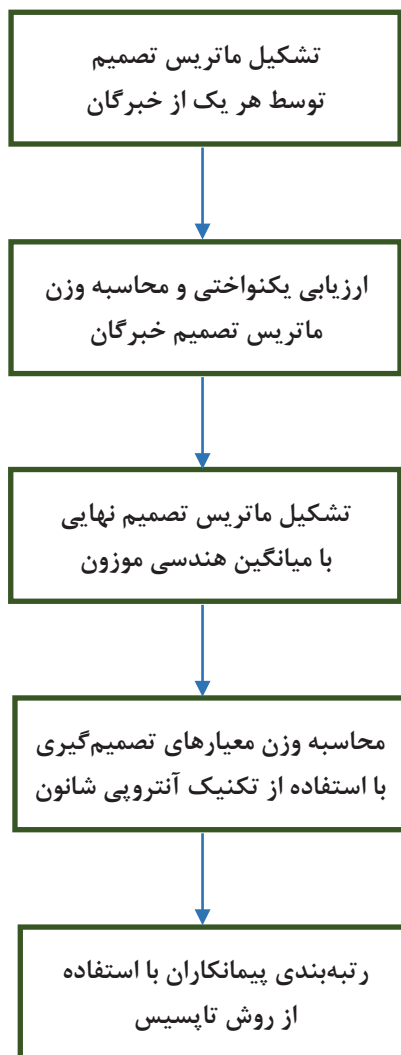 تشکیل ماتریس تصمیم
توسط هر یک از خبرگان
ارزیابی یکنواختی و محاسبه وزن
ماتریس تصمیم خبرگان
تشکیل ماتریس تصمیم نهایی
با میانگین هندسی موزون
محاسبه وزن معیارهای تصمیم‌گیری
با استفاده از تکنیک آنتروپی شانون
رتبه‌بندی پیمانکاران با استفاده
از روش تاپسیس